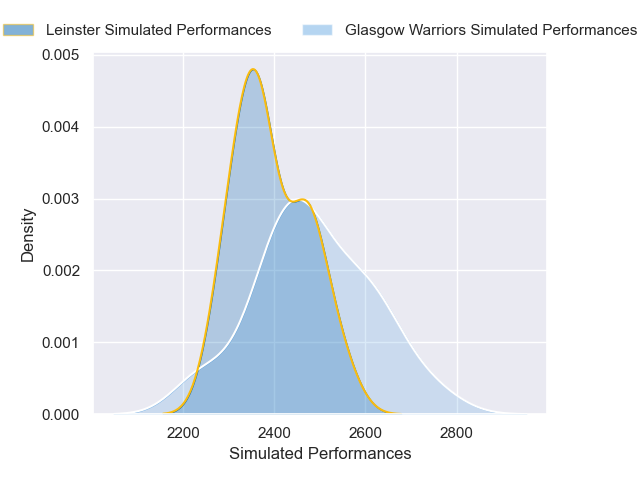 Leinster Simulated Performances
Glasgow Warriors Simulated Performances
0.005
0.004
0.003
0.002
0.001
0.000
Density
2200
2400
2600
2800
Simulated Performances